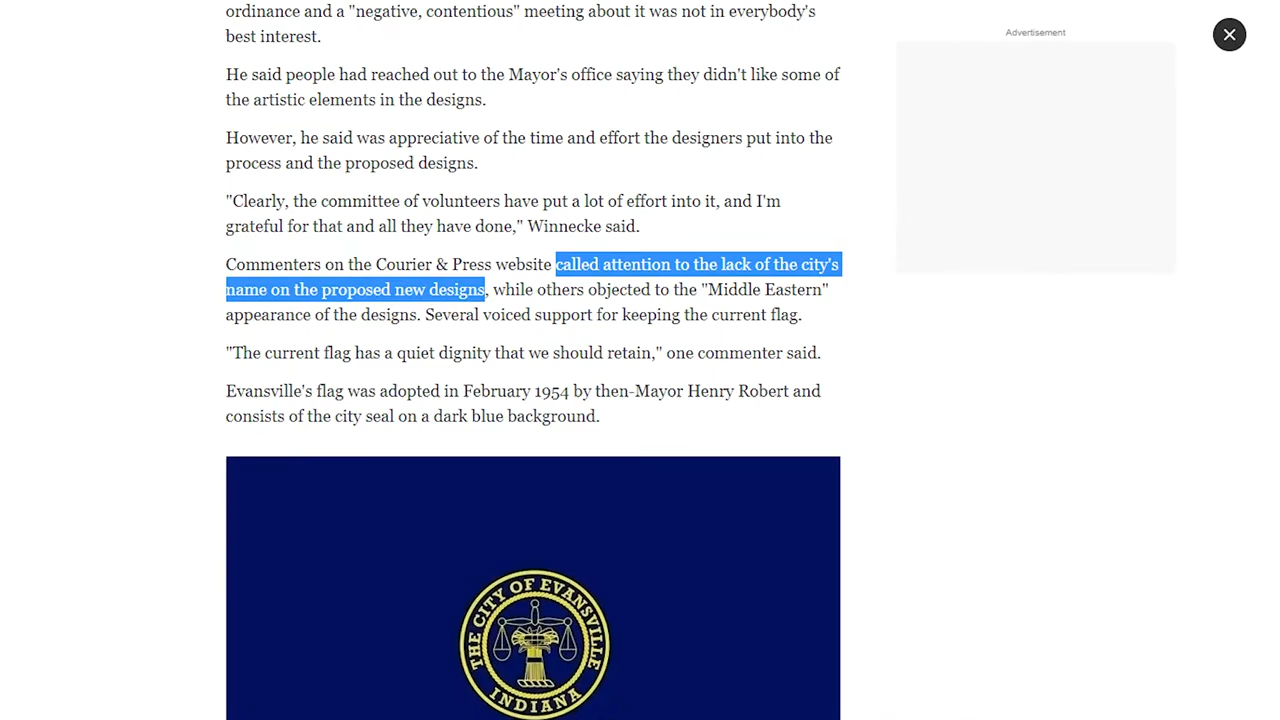 ordinance and a "negative, contentious" meeting about it was not in everybody's
best interest.
Advertisement
He said people had reached out to the Mayor's office saying they didn't like some of
the artistic elements in the designs.
However, he said was appreciative of the time and effort the designers put into the
process and the proposed designs.
"Clearly, the committee of volunteers have put a lot of effort into it, and I'm
grateful for that and all they have done," Winnecke said.
Commenters on the Courier & Press website called attention to the lack of the city's
name on the proposed new designs, while others objected to the "Middle Eastern"
appearance of the designs. Several voiced support for keeping the current flag.
"The current flag has a quiet dignity that we should retain," one commenter said.
Evansville's flag was adopted in February 1954 by then-Mayor Henry Robert and
consists of the city seal on a dark blue background.
THE CITY OF EVANSVILLE
INDIANA